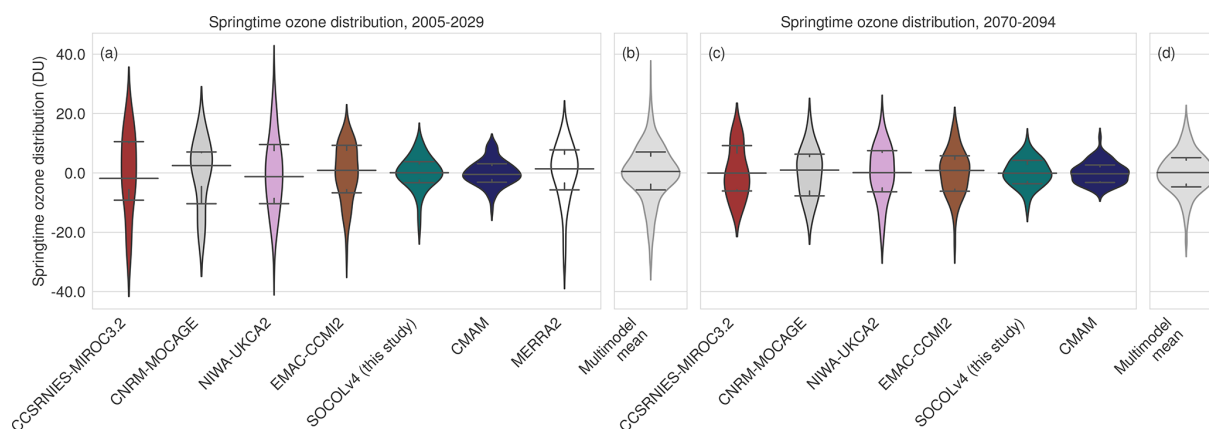 Springtime ozone distribution, 2005-2029
Springtime ozone distribution, 2070-2094
Springtime ozone distribution (DU)
40.0
20.0
0.0
-20.0
-40.0
(a)
(b)
(c)
(d)
CCSRNIES-MIROC3.2
CNRM-MOCAGE
NIWA-UKCA2
EMAC-CCMI2
SOCOLv4 (this study)
CMAM
MERRA2
Multimodel
mean
CCSRNIES-MIROC3.2
CNRM-MOCAGE
NIWA-UKCA2
EMAC-CCMI2
SOCOLv4 (this study)
CMAM
Multimodel
mean